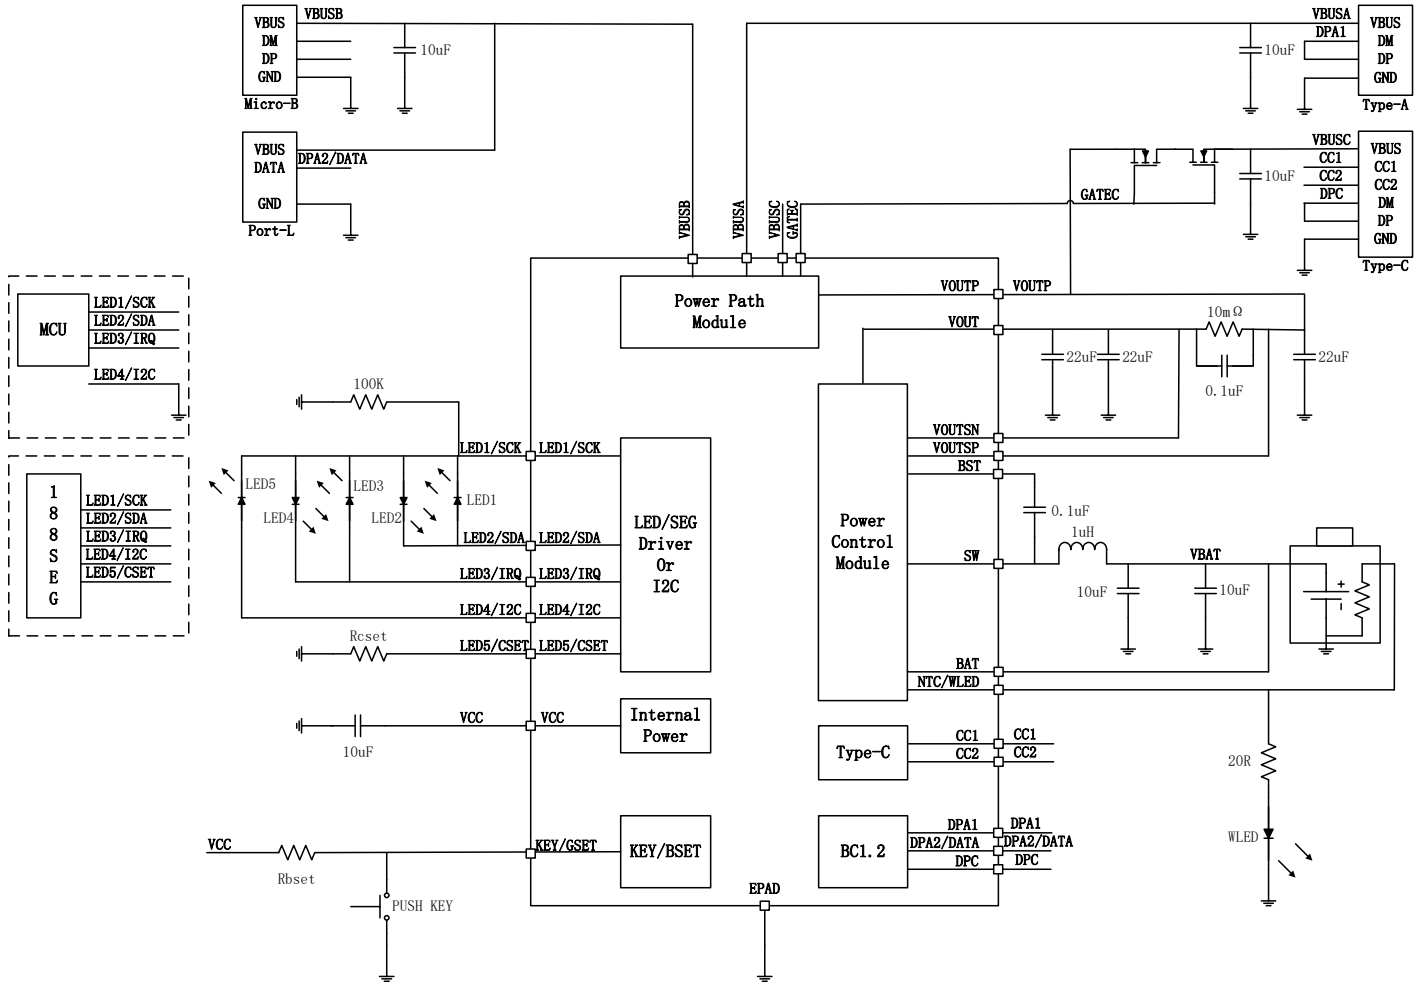 VBUS
DM
DP
GND
Micro-B
VBUSB
10uF
VBUS
DATA
GND
Port-L
DPA2/DATA
VBUSA
DPA1
10uF
VBUS
DM
DP
GND
Type-A
VBUSC
CC1
CC2
DPC
10uF
VBUS
CC1
CC2
DM
DP
GND
Type-C
GATEC
VBUSB
VBUSA
VBUSC
GATEC
Power Path
Module
VOUTP
VOUTP
VOUT
10mΩ
22uF
22uF
0.1uF
22uF
MCU
LED1/SCK
LED2/SDA
LED3/IRQ
LED4/I2C
1
8
8
S
E
G
LED1/SCK
LED2/SDA
LED3/IRQ
LED4/I2C
LED5/CSET
100K
LED1/SCK
LED1/SCK
LED5
LED4
LED3
LED2
LED1
LED2/SDA
LED2/SDA
LED3/IRQ
LED3/IRQ
LED4/I2C
LED4/I2C
Rcset
LED5/CSET
LED5/CSET
LED/SEG
Driver
Or
I2C
VCC
VCC
10uF
Internal
Power
VCC
Rbset
PUSH KEY
KEY/GSET
KEY/BSET
EPAD
Power
Control
Module
VOUTSN
VOUTSP
BST
0.1uF
1uH
SW
VBAT
10uF
10uF
+
-
BAT
NTC/WLED
Type-C
CC1
CC1
CC2
CC2
20R
WLED
BC1.2
DPA1
DPA1
DPA2/DATA
DPA2/DATA
DPC
DPC